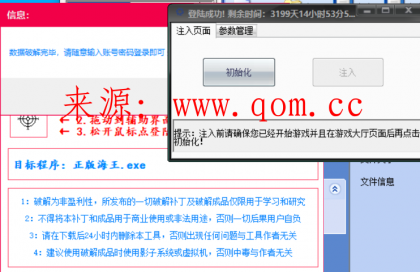 信息:
数据破解完毕、请随意输入账号密码登录即可
登陆成功! 剩余时间: 3199天14小时53分5
注入页面 参数管理
初始化
注入
提示: 注入前请确保您已经开始游戏并且在游戏大厅页面后再点击
初始化!
来源: www.qom.cc
← 2.拖动到辅助界面
← 3.松开鼠标点登陆
目标程序: 正版海王.exe
文件信息
1: 破解为非盈利性，所发布的一切破解补丁及破解成品仅限用于学习和研究
2: 不得将本补丁和成品用于商业使用或非法用途，否则一切后果用户自负
3: 请在下载后24小时内删除本工具，否则出现任何问题与工具作者无关
4: 建议使用破解成品时使用影子系统或虚拟机，否则中毒与作者无关